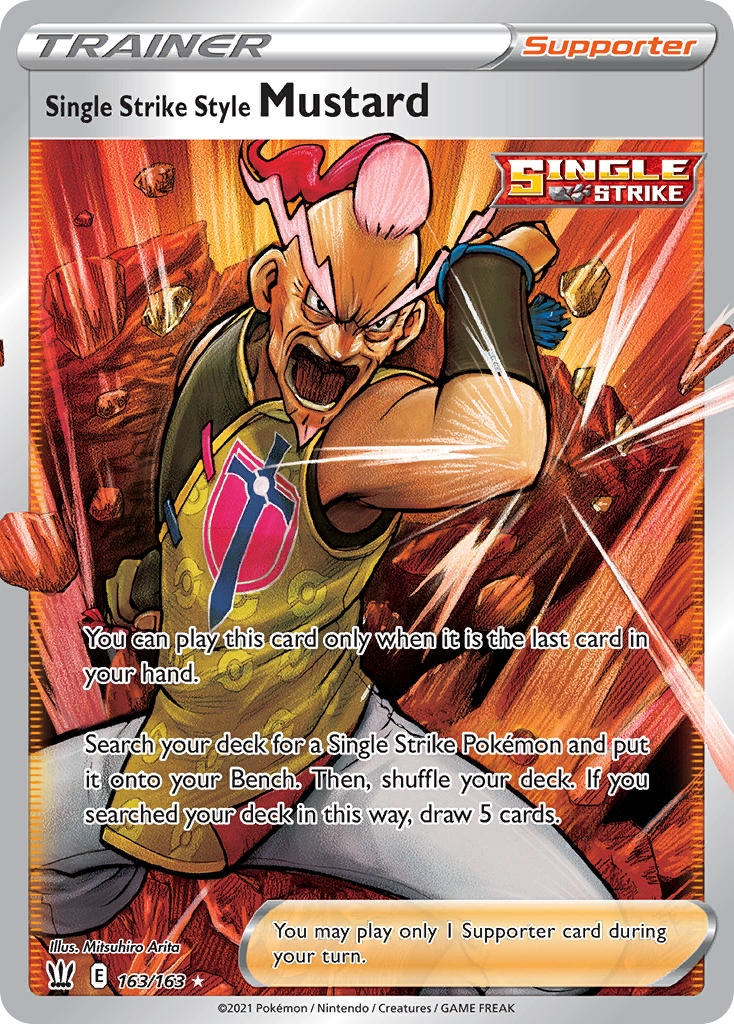 TRAINER
Supporter
Single Strike Style Mustard
SINGLE
STRIKE
You can play this card only when it is the last card in
your hand.
Search your deck for a Single Strike Pokémon and put
it onto your Bench. Then, shuffle your deck. If you
searched your deck in this way, draw 5 cards.
You may play only 1 Supporter card during
your turn.
Illus. Mitsuhiro Arita
E 163/163 ★
©2021 Pokémon / Nintendo / Creatures / GAME FREAK